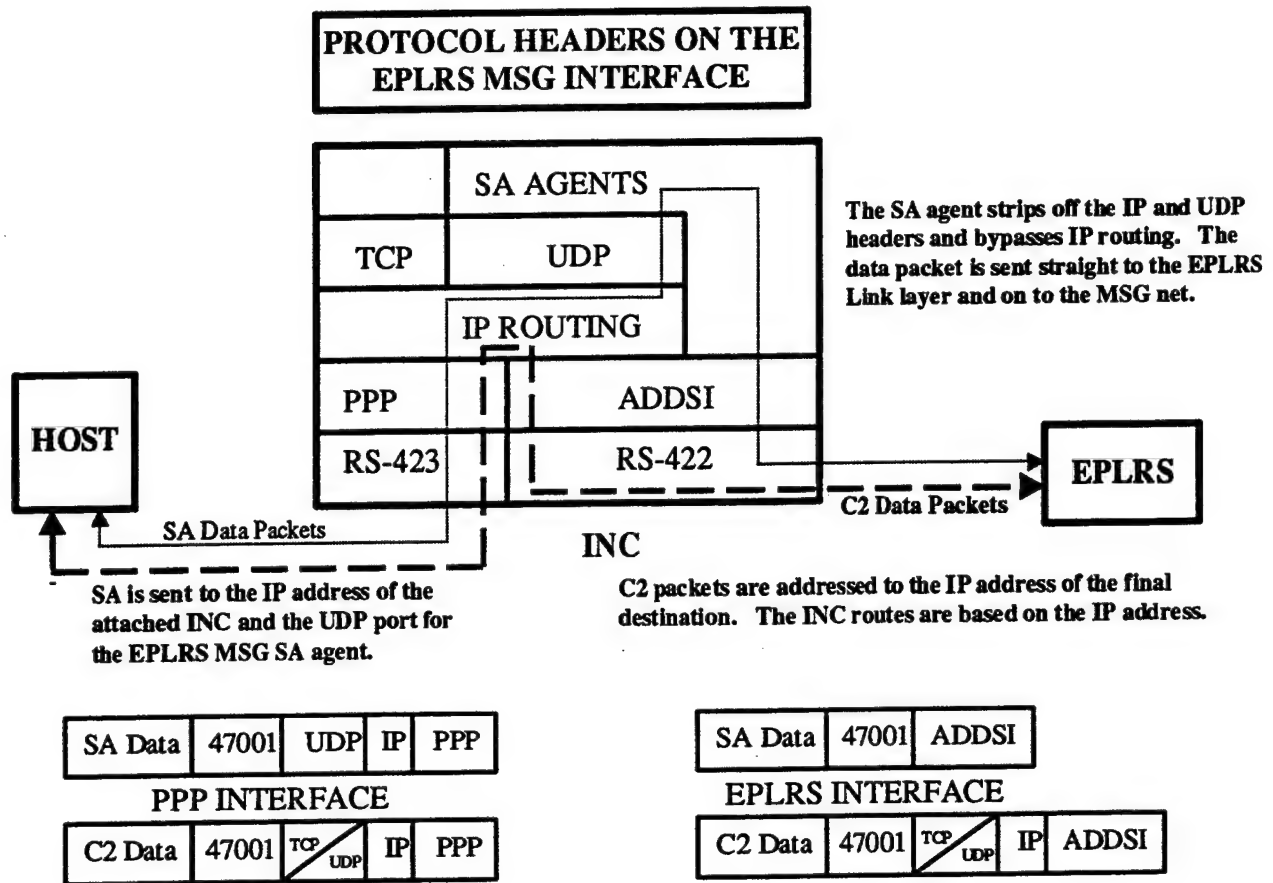 PROTOCOL HEADERS ON THE
EPLRS MSG INTERFACE
SA AGENTS
TCP
UDP
IP ROUTING
PPP
ADDSI
RS-423
RS-422
HOST
EPLRS
The SA agent strips off the IP and UDP
headers and bypasses IP routing. The
data packet is sent straight to the EPLRS
Link layer and on to the MSG net.
SA Data Packets
C2 Data Packets
INC
SA is sent to the IP address of the
attached INC and the UDP port for
the EPLRS MSG SA agent.
C2 packets are addressed to the IP address of the final
destination. The INC routes are based on the IP address.
SA Data 47001 UDP IP PPP
PPP INTERFACE
C2 Data 47001 TCP UDP IP PPP
SA Data 47001 ADDSI
EPLRS INTERFACE
C2 Data 47001 TCP UDP IP ADDSI